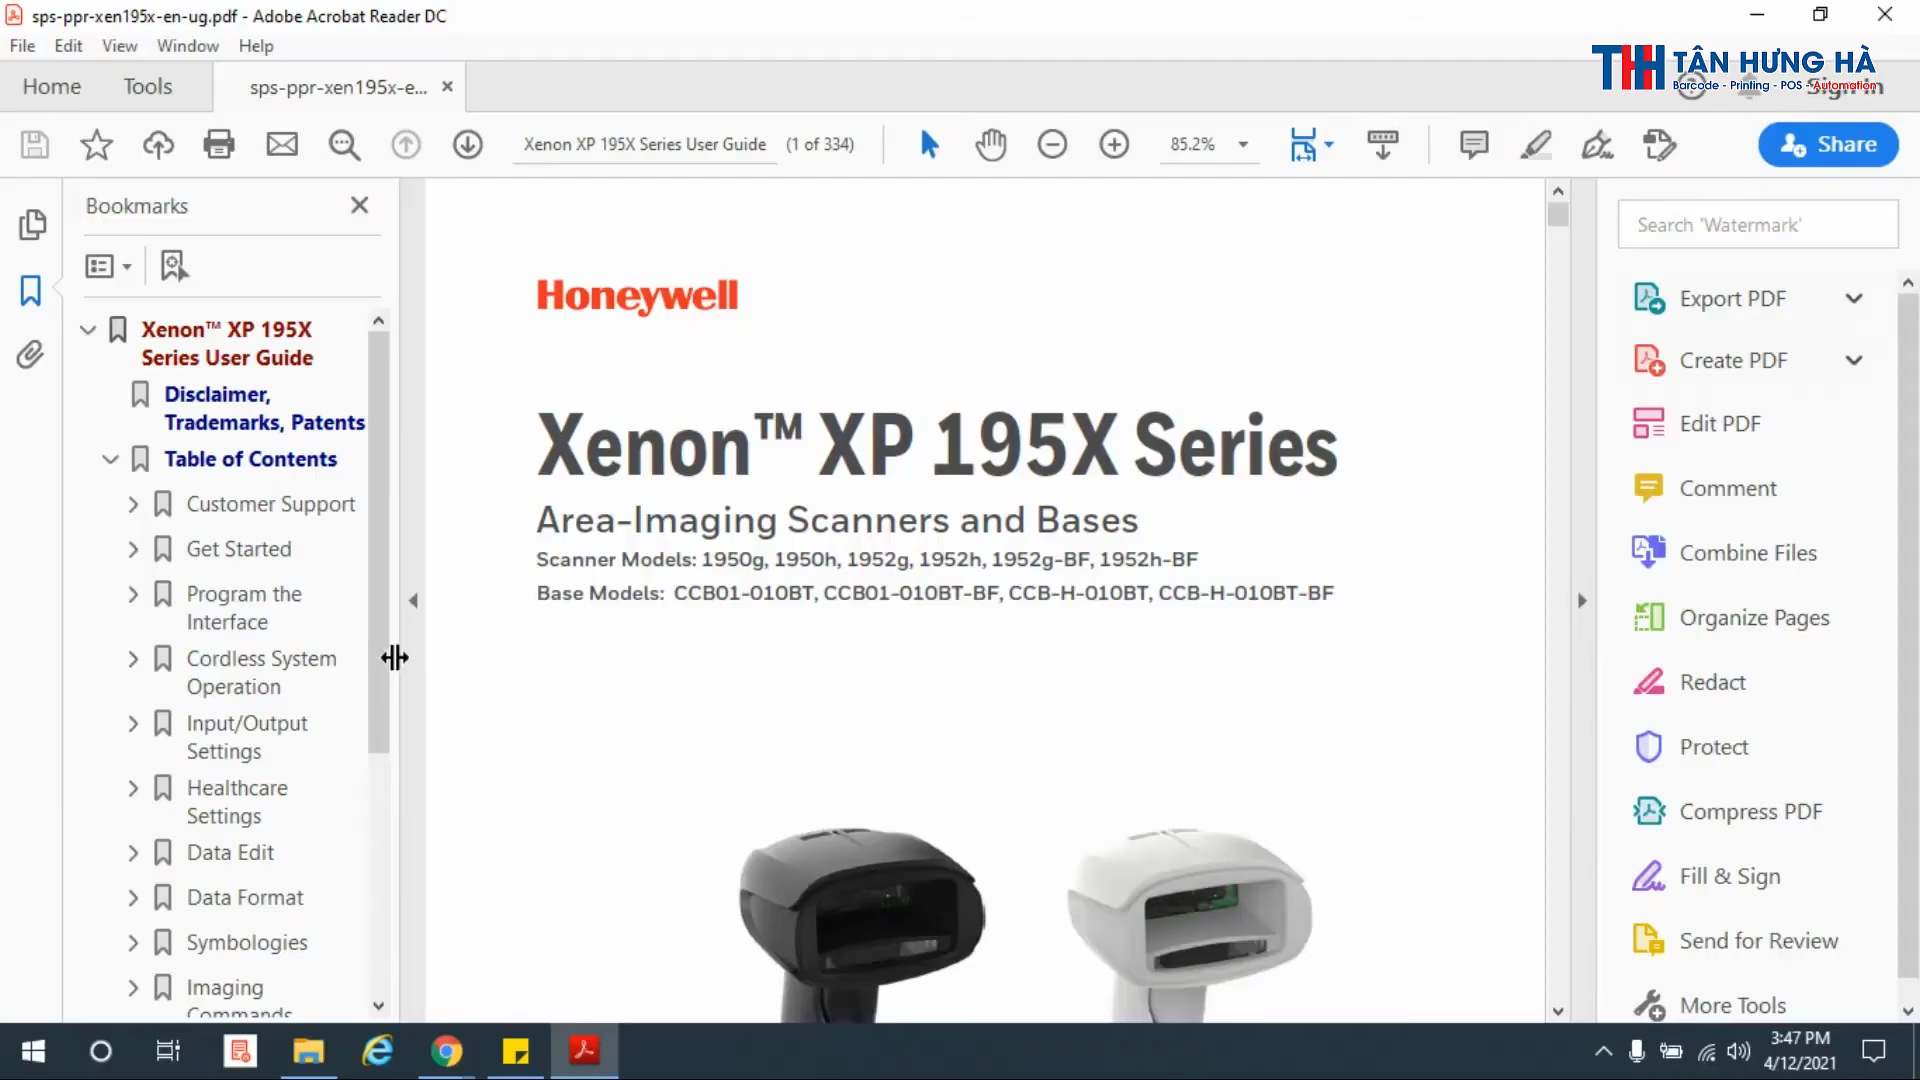 sps-ppr-xen195x-en-ug.pdf - Adobe Acrobat Reader DC
File Edit View Window Help
THH TÂN HƯNG HÀ
Barcode - Printing - POS - Automation
Home Tools sps-ppr-xen195x-e... Sign In
Xenon XP 195X Series User Guide (1 of 334) 85.2% Share
Bookmarks
Xenon™ XP 195X
Series User Guide
Disclaimer,
Trademarks, Patents
Table of Contents
Customer Support
Get Started
Program the
Interface
Cordless System
Operation
Input/Output
Settings
Healthcare
Settings
Data Edit
Data Format
Symbologies
Imaging
Commands
Honeywell
Xenon™ XP 195X Series
Area-Imaging Scanners and Bases
Scanner Models: 1950g, 1950h, 1952g, 1952h, 1952g-BF, 1952h-BF
Base Models: CCB01-010BT, CCB01-010BT-BF, CCB-H-010BT, CCB-H-010BT-BF
Search 'Watermark'
Export PDF
Create PDF
Edit PDF
Comment
Combine Files
Organize Pages
Redact
Protect
Compress PDF
Fill & Sign
Send for Review
More Tools
3:47 PM
4/12/2021